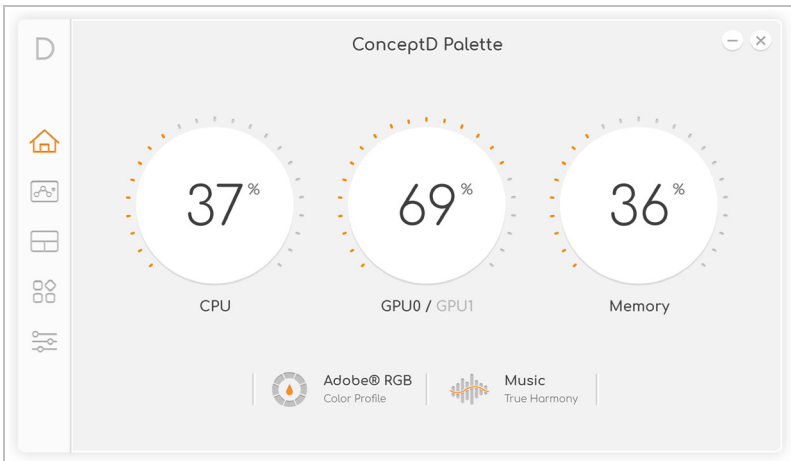 D
ConceptD Palette
37%
69%
36%
CPU
GPU0 / GPU1
Memory
Adobe® RGB
Color Profile
Music
True Harmony